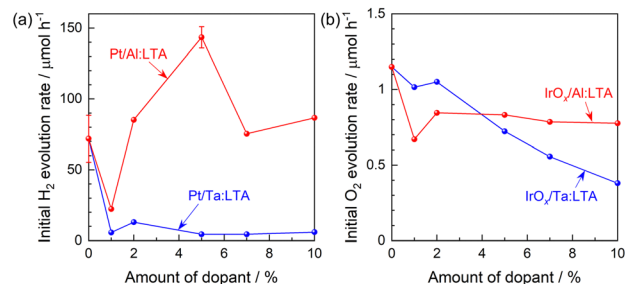 (a)
Initial H₂ evolution rate / μmol h⁻¹
150
100
50
0
Pt/Al:LTA
Pt/Ta:LTA
0
2
4
6
8
10
Amount of dopant / %
(b)
Initial O₂ evolution rate / μmol h⁻¹
1.5
1
0.5
0
IrOₓ/Al:LTA
IrOₓ/Ta:LTA
0
2
4
6
8
10
Amount of dopant / %